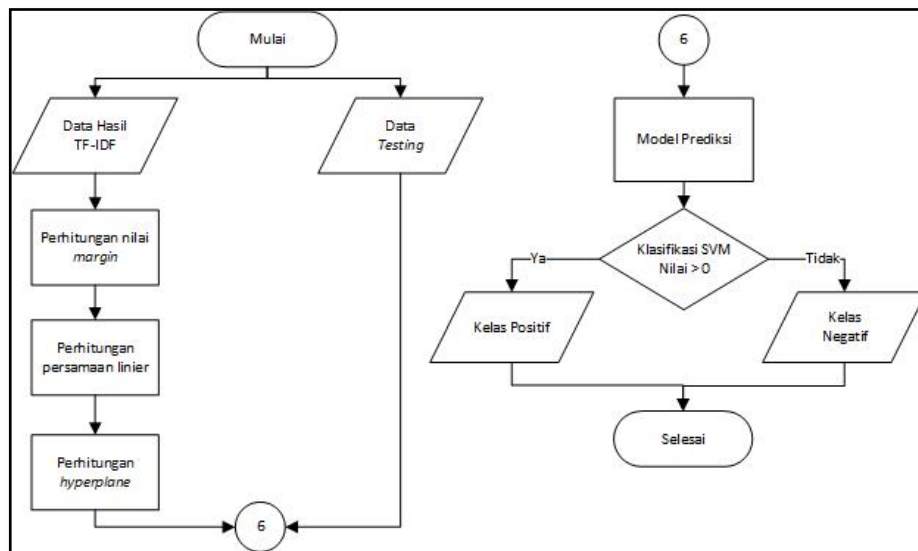 Mulai
Data Hasil
TF-IDF
Data
Testing
Perhitungan nilai
margin
Perhitungan
persamaan linier
Perhitungan
hyperplane
6
6
Model Prediksi
Klasifikasi SVM
Nilai > 0
Ya
Tidak
Kelas Positif
Kelas
Negatif
Selesai